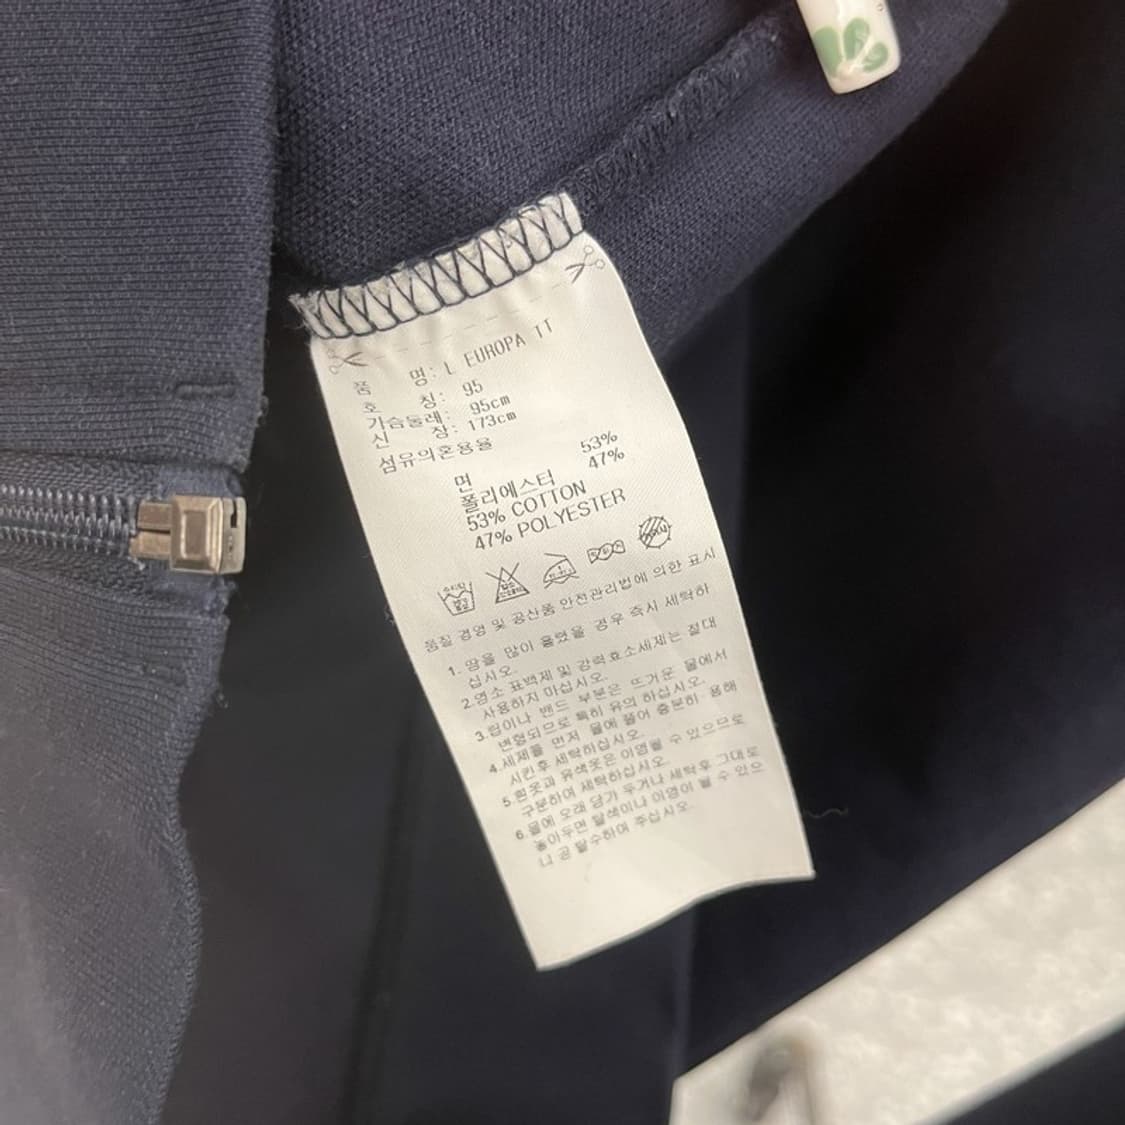 품 명: L EUROPA TT
호 칭: 95
가슴둘레: 95cm
신 장: 173cm
섬유의혼용율
면 53%
폴리에스터 47%
53% COTTON
47% POLYESTER
품질 경영 및 공산품 안전관리법에 의한 표시
1. 땀을 많이 흘렸을 경우 즉시 세탁하
십시오.
2.염소 표백제 및 강력효소세제는 절대
사용하지 마십시오.
3.립이나 밴드 부분은 뜨거운 물에서
변형되므로 특히 유의 하십시오.
4.세제를 먼저 물에 풀어 충분히 용해
시킨후 세탁하십시오.
5.흰옷과 유색옷은 이염될 수 있으므로
구분하여 세탁하십시오.
6.물에 오래 담가 두거나 세탁후 그대로
놓아두면 탈색이나 이염이 될 수 있으
니 곧 탈수하여 주십시오.